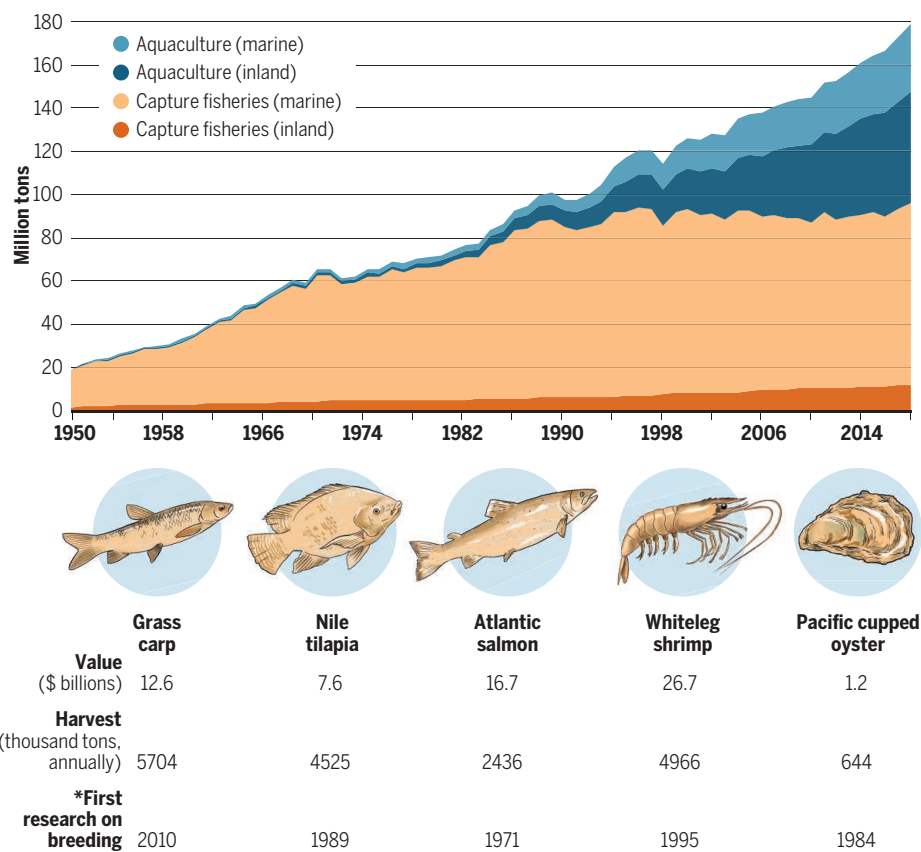 180
160
140
120
100
80
60
40
20
0
Million tons
Aquaculture (marine)
Aquaculture (inland)
Capture fisheries (marine)
Capture fisheries (inland)
1950 1958 1966 1974 1982 1990 1998 2006 2014
Grass carp
Nile tilapia
Atlantic salmon
Whiteleg shrimp
Pacific cupped oyster
Value
($ billions) 12.6 7.6 16.7 26.7 1.2
Harvest
(thousand tons,
annually) 5704 4525 2436 4966 644
*First
research on
breeding 2010 1989 1971 1995 1984